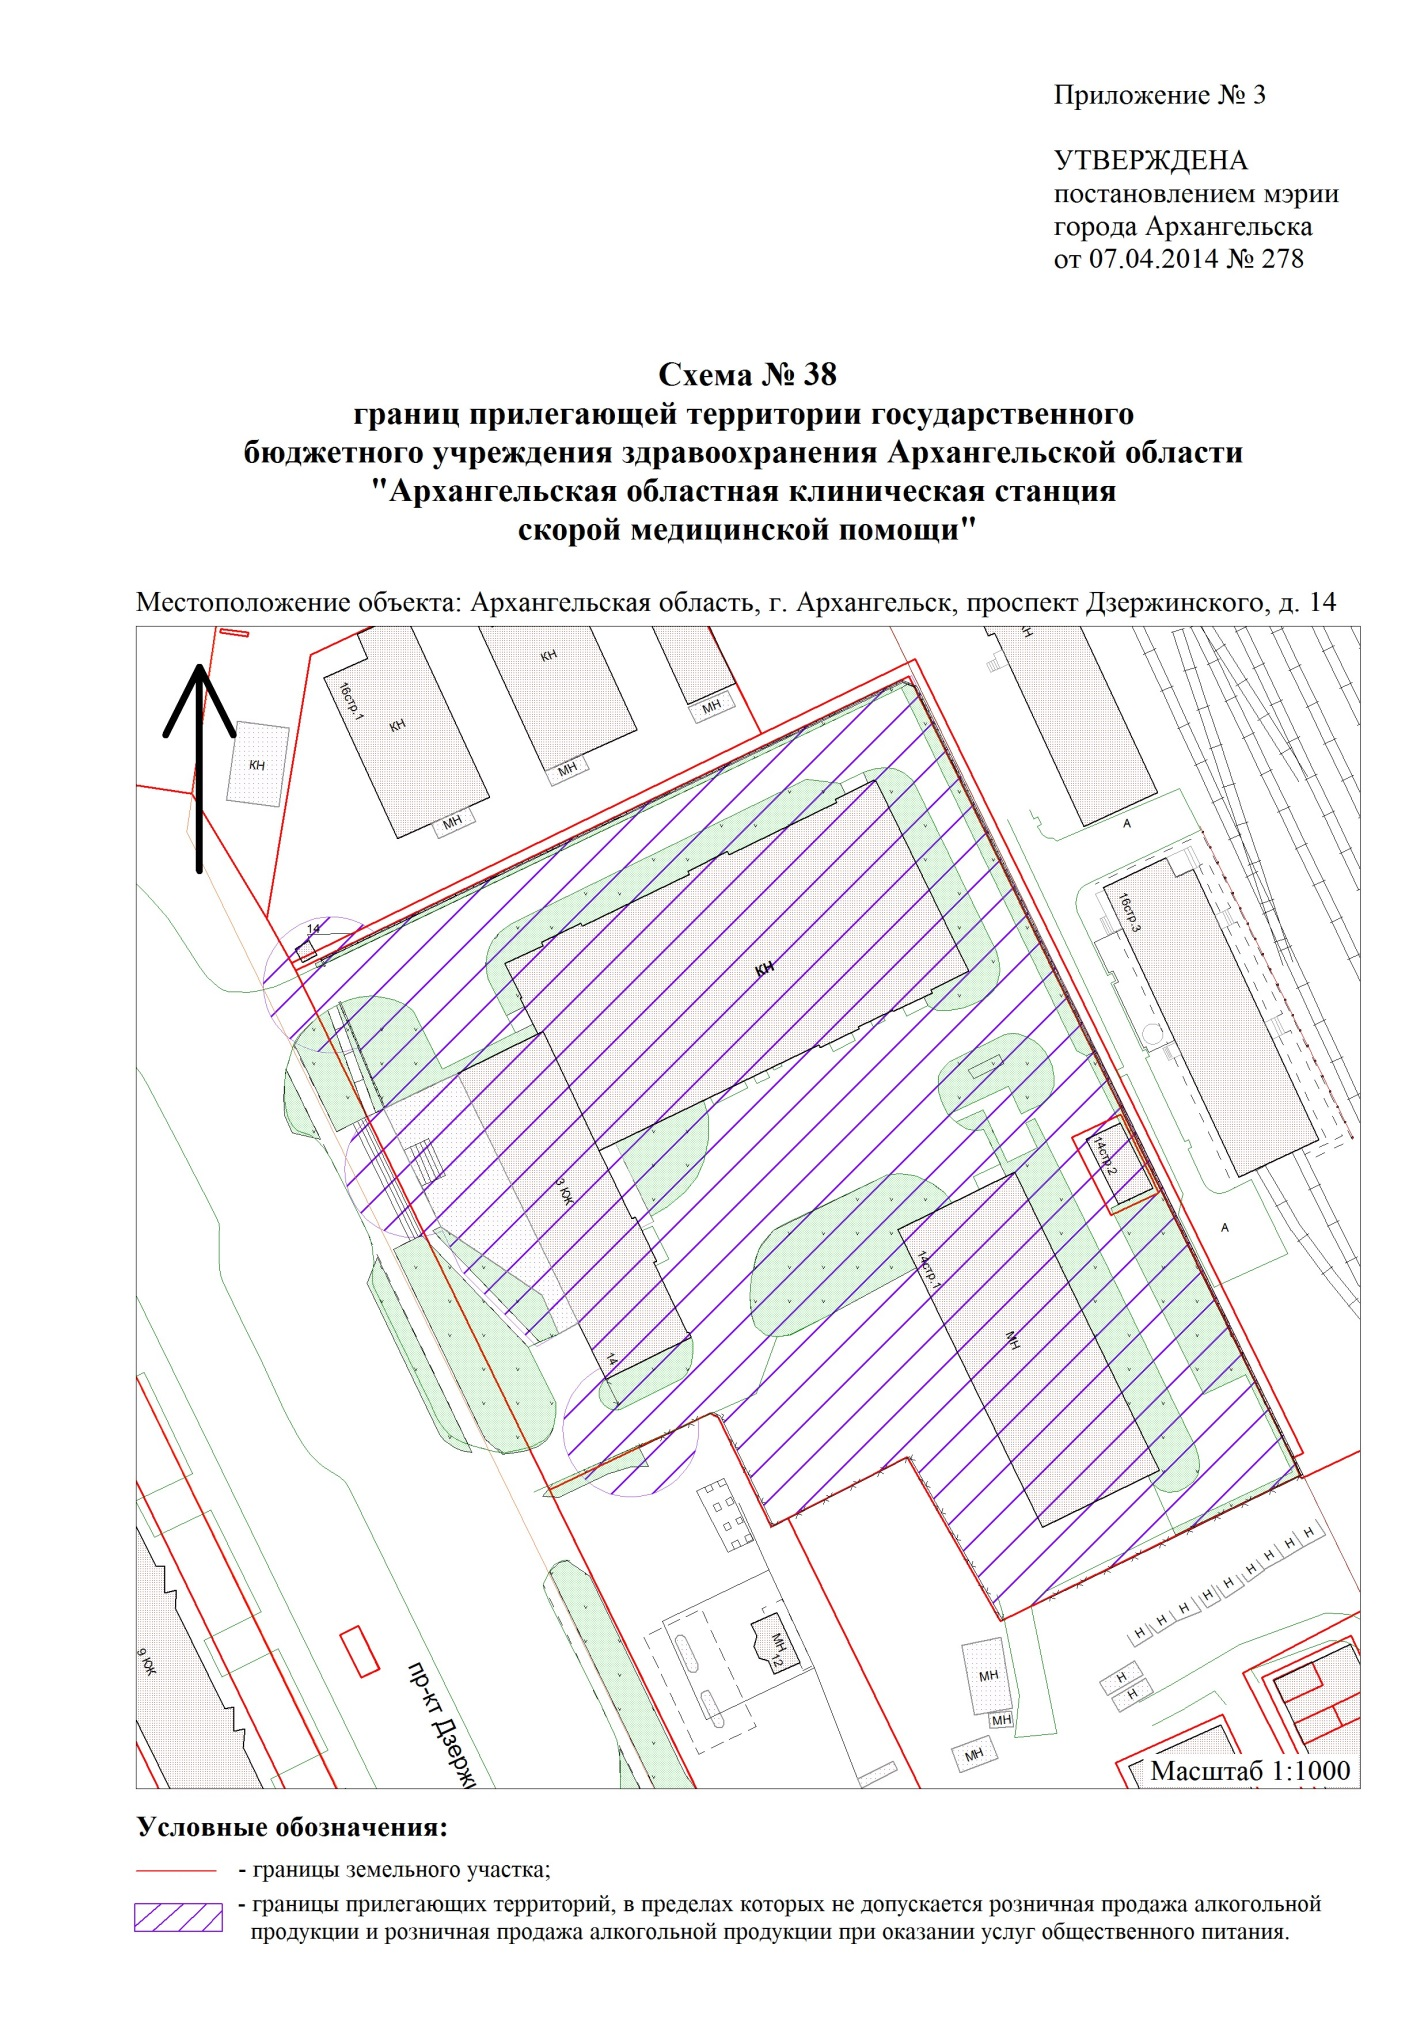 Приложение № 3
УТВЕРЖДЕНА
постановлением мэрии
города Архангельска
от 07.04.2014 № 278
Схема № 38
границ прилегающей территории государственного
бюджетного учреждения здравоохранения Архангельской области
"Архангельская областная клиническая станция
скорой медицинской помощи"
Местоположение объекта: Архангельская область, г. Архангельск, проспект Дзержинского, д. 14
КН
КН
16стр.1
КН
МН
КН
МН
МН
А
16стр.3
14
КН
14стр.2
3 КЖ
А
14стр.1
МН
14
Н
Н
Н
Н
Н
Н
Н
Н
Н
Н
МН
12
9 КЖ
МН
МН
МН
Н
Н
пр-кт Дзерж
Масштаб 1:1000
Условные обозначения:
- границы земельного участка;
- границы прилегающих территорий, в пределах которых не допускается розничная продажа алкогольной
продукции и розничная продажа алкогольной продукции при оказании услуг общественного питания.